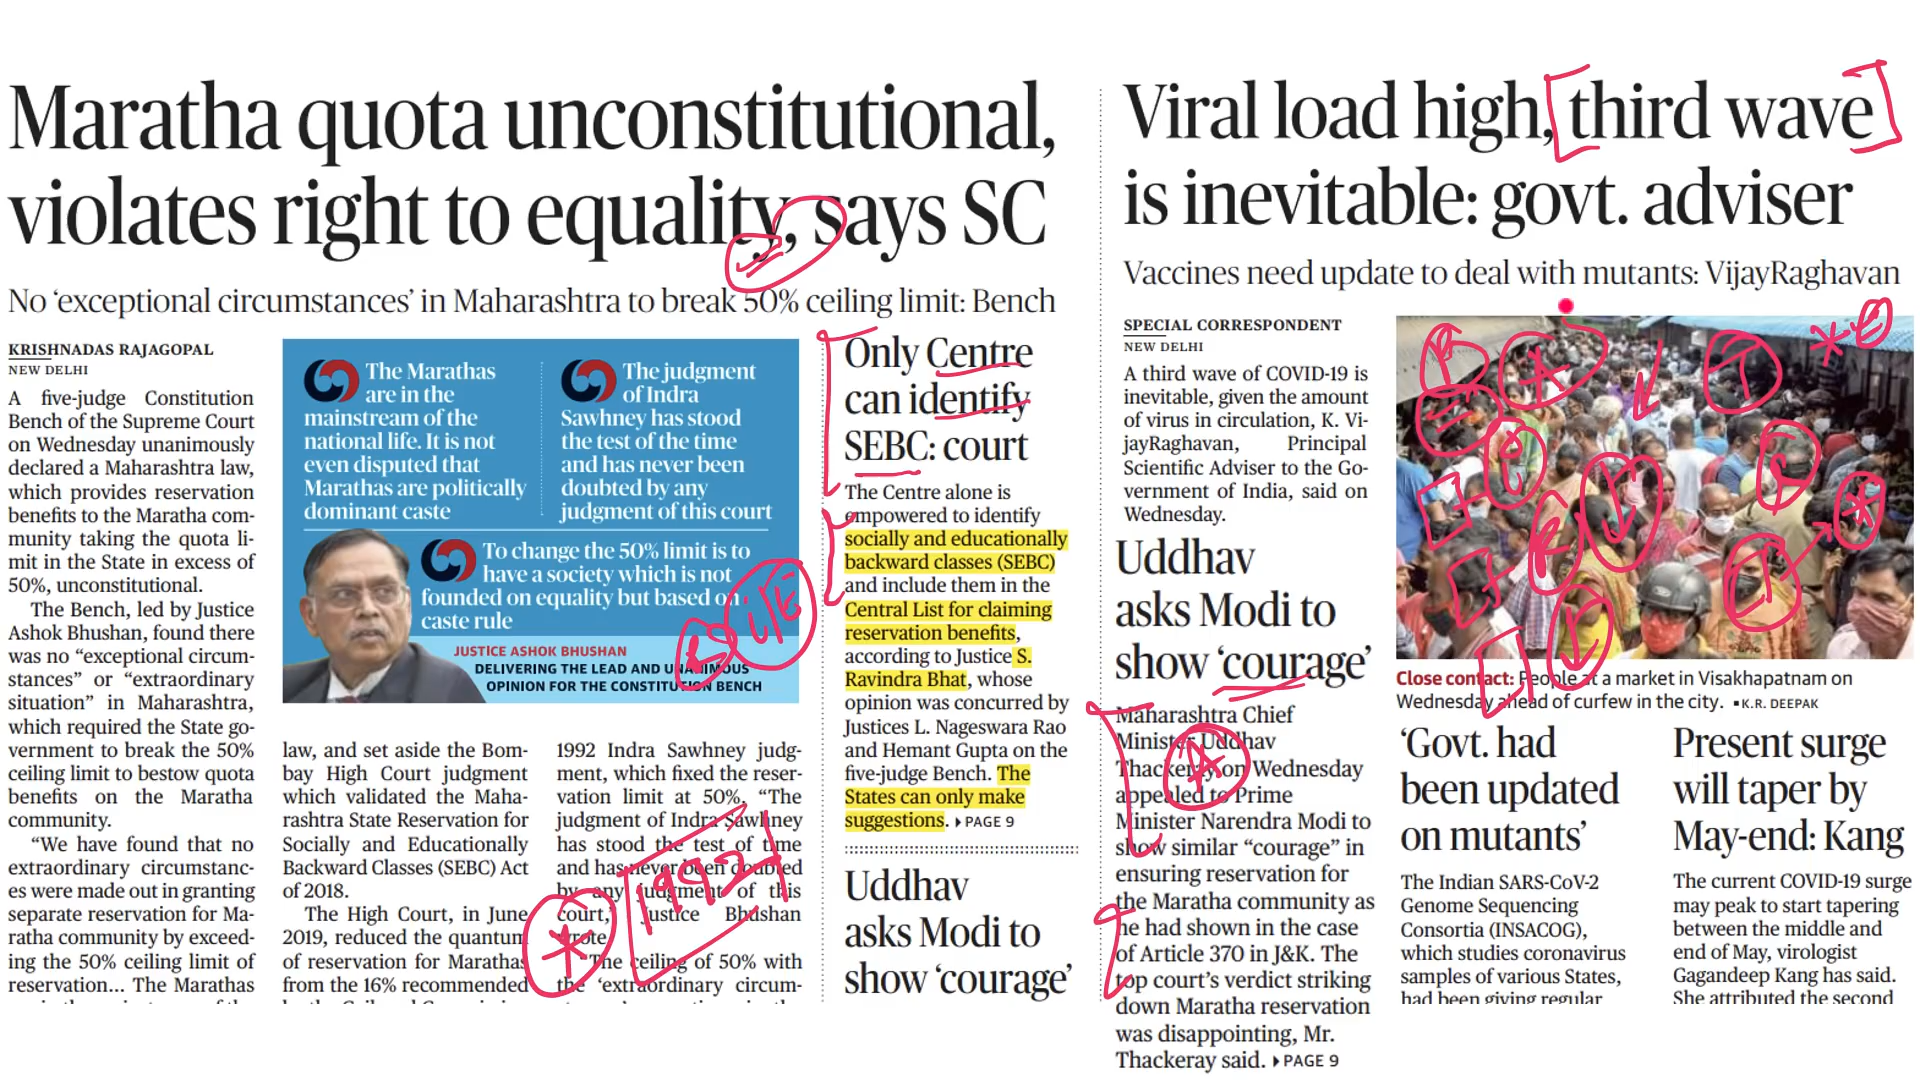 Maratha quota unconstitutional,
violates right to equality, says SC
No ‘exceptional circumstances’ in Maharashtra to break 50% ceiling limit: Bench
KRISHNADAS RAJAGOPAL
NEW DELHI
A five-judge Constitution
Bench of the Supreme Court
on Wednesday unanimously
declared a Maharashtra law,
which provides reservation
benefits to the Maratha com-
munity taking the quota li-
mit in the State in excess of
50%, unconstitutional.
The Bench, led by Justice
Ashok Bhushan, found there
was no “exceptional circum-
stances” or “extraordinary
situation” in Maharashtra,
which required the State go-
vernment to break the 50%
ceiling limit to bestow quota
benefits on the Maratha
community.
“We have found that no
extraordinary circumstanc-
es were made out in granting
separate reservation for Ma-
ratha community by exceed-
ing the 50% ceiling limit of
reservation... The Marathas
The Marathas
are in the
mainstream of the
national life. It is not
even disputed that
Marathas are politically
dominant caste
The judgment
of Indra
Sawhney has stood
the test of the time
and has never been
doubted by any
judgment of this court
To change the 50% limit is to
have a society which is not
founded on equality but based on
caste rule
JUSTICE ASHOK BHUSHAN
DELIVERING THE LEAD AND UNANIMOUS
OPINION FOR THE CONSTITUTION BENCH
law, and set aside the Bom-
bay High Court judgment
which validated the Maha-
rashtra State Reservation for
Socially and Educationally
Backward Classes (SEBC) Act
of 2018.
The High Court, in June
2019, reduced the quantum
of reservation for Marathas
from the 16% recommended
1992 Indra Sawhney judg-
ment, which fixed the reser-
vation limit at 50%. “The
judgment of Indra Sawhney
has stood the test of time
and has never been doubted
by any judgment of this
court,” Justice Bhushan
wrote.
“The ceiling of 50% with
the ‘extraordinary circum-
1992
Only Centre
can identify
SEBC: court
The Centre alone is
empowered to identify
socially and educationally
backward classes (SEBC)
and include them in the
Central List for claiming
reservation benefits,
according to Justice S.
Ravindra Bhat, whose
opinion was concurred by
Justices L. Nageswara Rao
and Hemant Gupta on the
five-judge Bench. The
States can only make
suggestions. PAGE 9
Uddhav
asks Modi to
show ‘courage’
Viral load high, third wave
is inevitable: govt. adviser
Vaccines need update to deal with mutants: VijayRaghavan
SPECIAL CORRESPONDENT
NEW DELHI
A third wave of COVID-19 is
inevitable, given the amount
of virus in circulation, K. Vi-
jayRaghavan, Principal
Scientific Adviser to the Go-
vernment of India, said on
Wednesday.
Uddhav
asks Modi to
show ‘courage’
Maharashtra Chief
Minister Uddhav
Thackeray on Wednesday
appealed to Prime
Minister Narendra Modi to
show similar “courage” in
ensuring reservation for
the Maratha community as
he had shown in the case
of Article 370 in J&K. The
top court’s verdict striking
down Maratha reservation
was disappointing, Mr.
Thackeray said. PAGE 9
Close contact: People at a market in Visakhapatnam on
Wednesday ahead of curfew in the city. K.R. DEEPAK
‘Govt. had
been updated
on mutants’
The Indian SARS-CoV-2
Genome Sequencing
Consortia (INSACOG),
which studies coronavirus
samples of various States,
had been giving regular
Present surge
will taper by
May-end: Kang
The current COVID-19 surge
may peak to start tapering
between the middle and
end of May, virologist
Gagandeep Kang has said.
She attributed the second